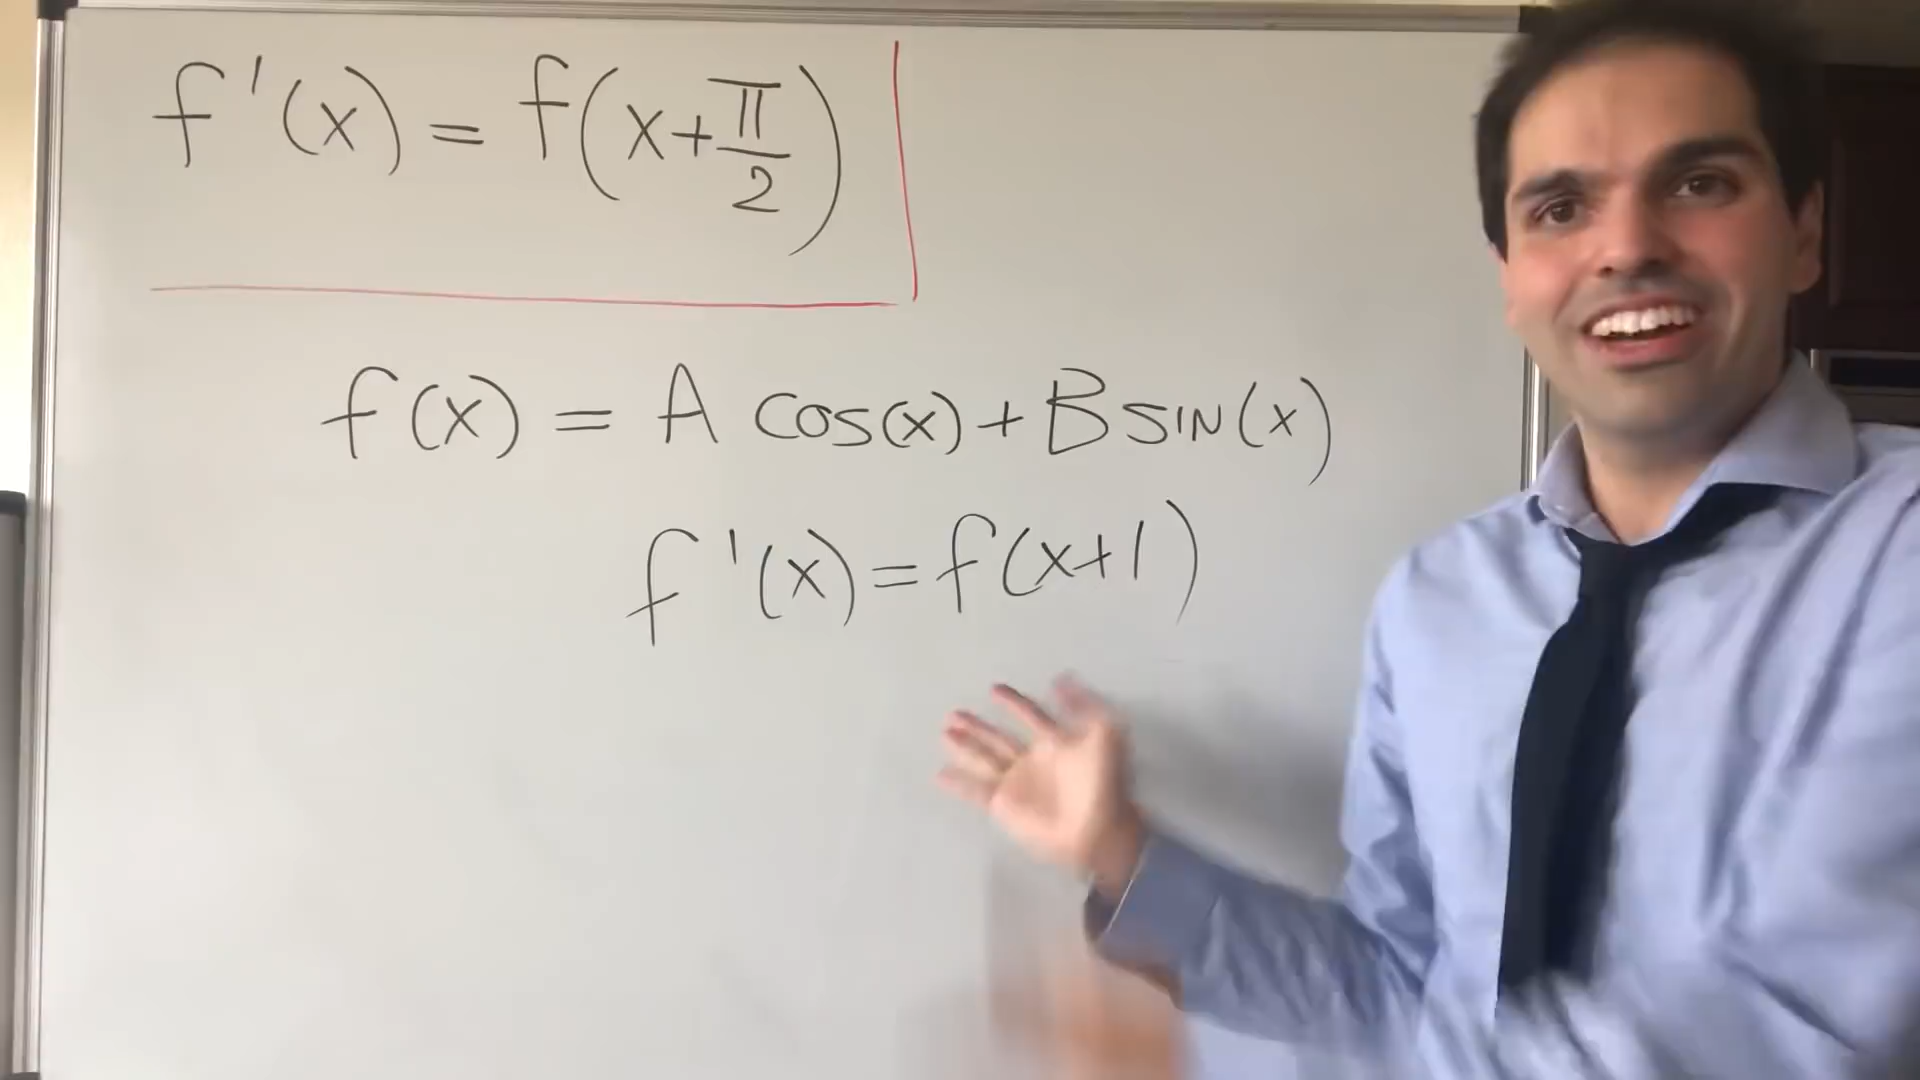 f'(x) = f(x+π/2)
f(x) = A cos(x) + B sin(x)
f'(x) = f(x+1)